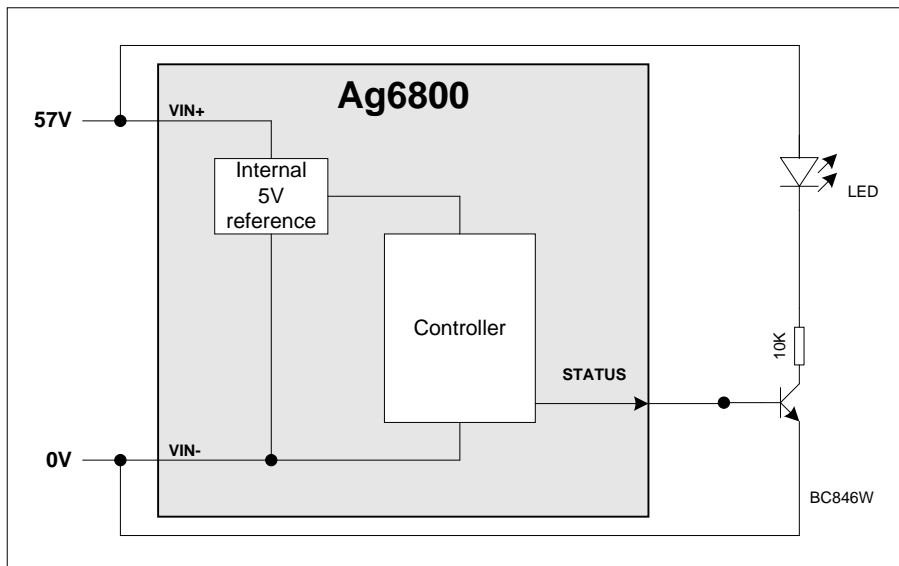 Ag6800
57V
VIN+
Internal
5V
reference
LED
Controller
10K
STATUS
0V
VIN-
BC846W